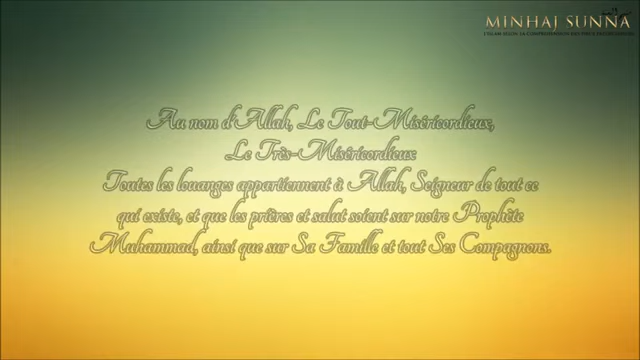 MINHAJ SUNNA
Au nom d'Allah, Le Tout-Miséricordieux,
Le Très-Miséricordieux
Toutes les louanges appartiennent à Allah, Seigneur de tout ce
qui existe, et que les prières et salut soient sur notre Prophète
Muhammad, ainsi que sur Sa Famille et tout Ses Compagnons.